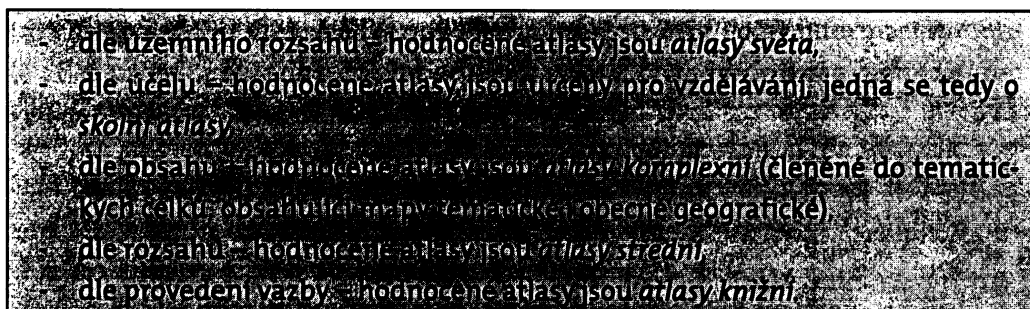 - dle územního rozsahu – hodnocené atlasy jsou atlasy světa,
- dle účelu – hodnocené atlasy jsou určeny pro vzdělávání, jedná se tedy o
školní atlasy,
- dle obsahu – hodnocené atlasy jsou atlasy komplexní (členěné do tematic-
kých celků, obsahující mapy tematické i obecně geografické),
- dle rozsahu – hodnocené atlasy jsou atlasy střední,
- dle provedení vazby – hodnocené atlasy jsou atlasy knižní.